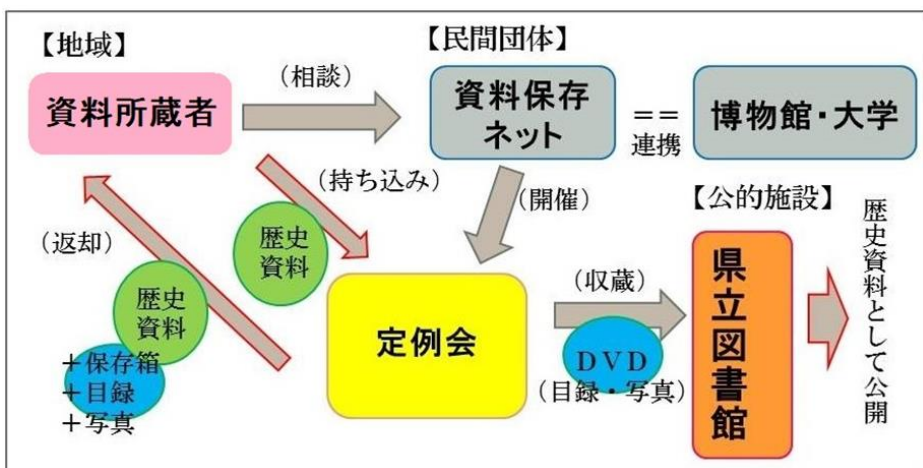 【地域】
資料所蔵者
(相談)
【民間団体】
資料保存
ネット
==
連携
博物館・大学
(持ち込み)
歴史
資料
(開催)
(返却)
歴史
資料
+保存箱
+目録
+写真
定例会
(収蔵)
DVD
(目録・写真)
【公的施設】
県立図書館
歴史資料として公開